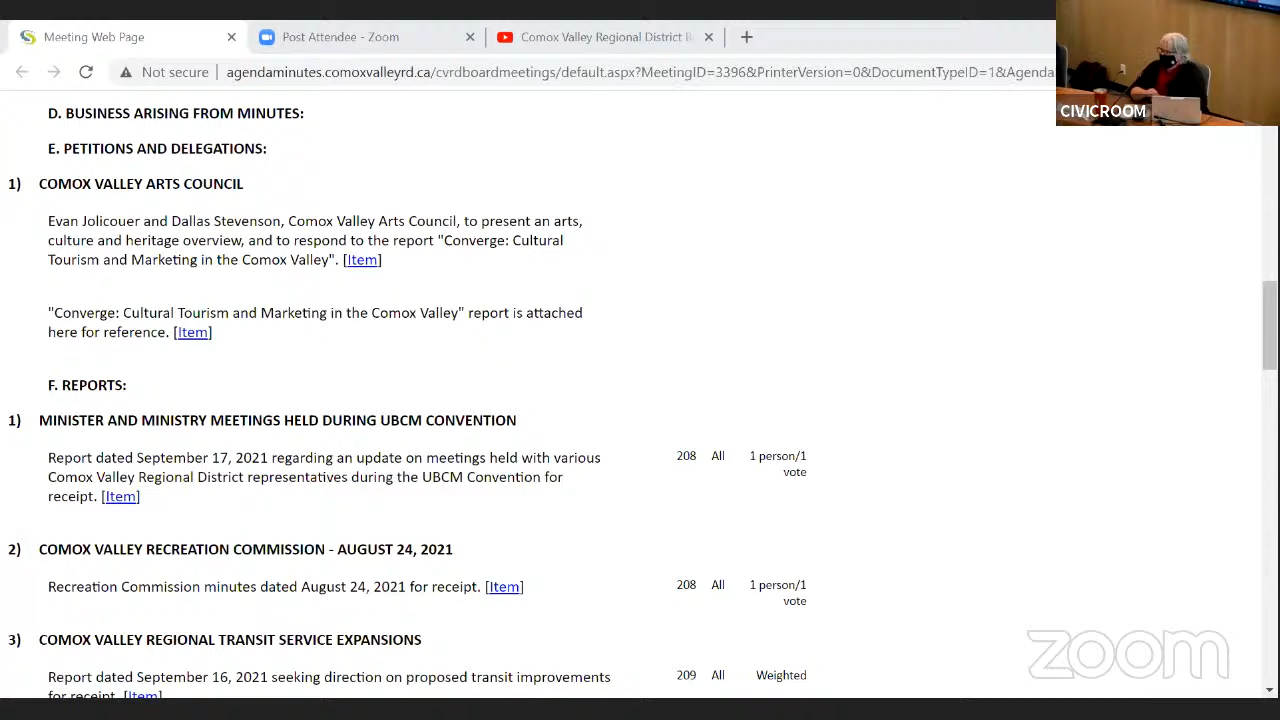 Meeting Web Page
Post Attendee - Zoom
Comox Valley Regional District B
Not secure
agendaminutes.comoxvalleyrd.ca/cvrdboardmeetings/default.aspx?MeetingID=3396&PrinterVersion=0&DocumentTypeID=1&Agenda
CIVICROOM
D. BUSINESS ARISING FROM MINUTES:
E. PETITIONS AND DELEGATIONS:
1) COMOX VALLEY ARTS COUNCIL
Evan Jolicouer and Dallas Stevenson, Comox Valley Arts Council, to present an arts,
culture and heritage overview, and to respond to the report "Converge: Cultural
Tourism and Marketing in the Comox Valley". [Item]
"Converge: Cultural Tourism and Marketing in the Comox Valley" report is attached
here for reference. [Item]
F. REPORTS:
1) MINISTER AND MINISTRY MEETINGS HELD DURING UBCM CONVENTION
Report dated September 17, 2021 regarding an update on meetings held with various 208 All 1 person/1
vote
Comox Valley Regional District representatives during the UBCM Convention for
receipt. [Item]
2) COMOX VALLEY RECREATION COMMISSION - AUGUST 24, 2021
Recreation Commission minutes dated August 24, 2021 for receipt. [Item] 208 All 1 person/1
vote
3) COMOX VALLEY REGIONAL TRANSIT SERVICE EXPANSIONS
Report dated September 16, 2021 seeking direction on proposed transit improvements 209 All Weighted
for receipt. [Item]
zoom